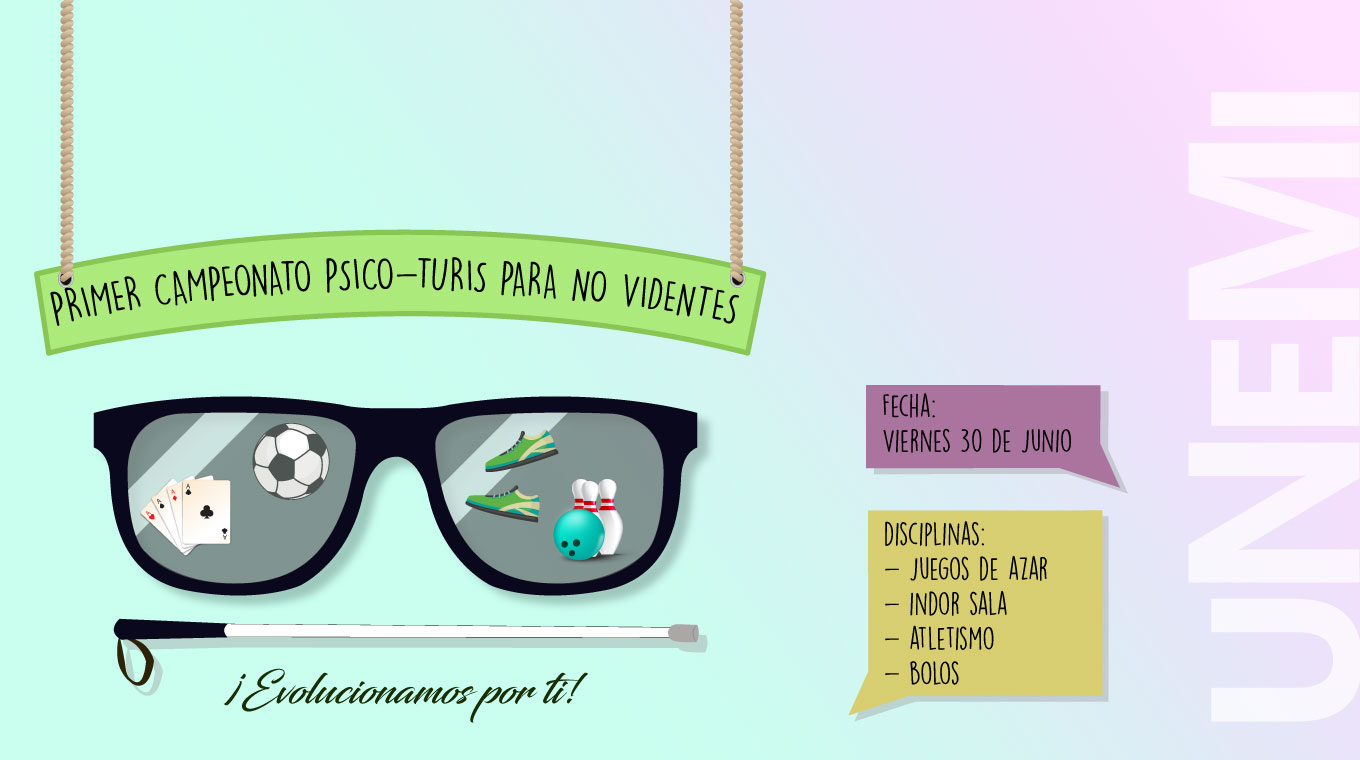 PRIMER CAMPEONATO PSICO-TURIS PARA NO VIDENTES
FECHA:
VIERNES 30 DE JUNIO
DISCIPLINAS:
- JUEGOS DE AZAR
- INDOR SALA
- ATLETISMO
- BOLOS
¡Evolucionamos por ti!
UNEMI
A
A
A
A
A